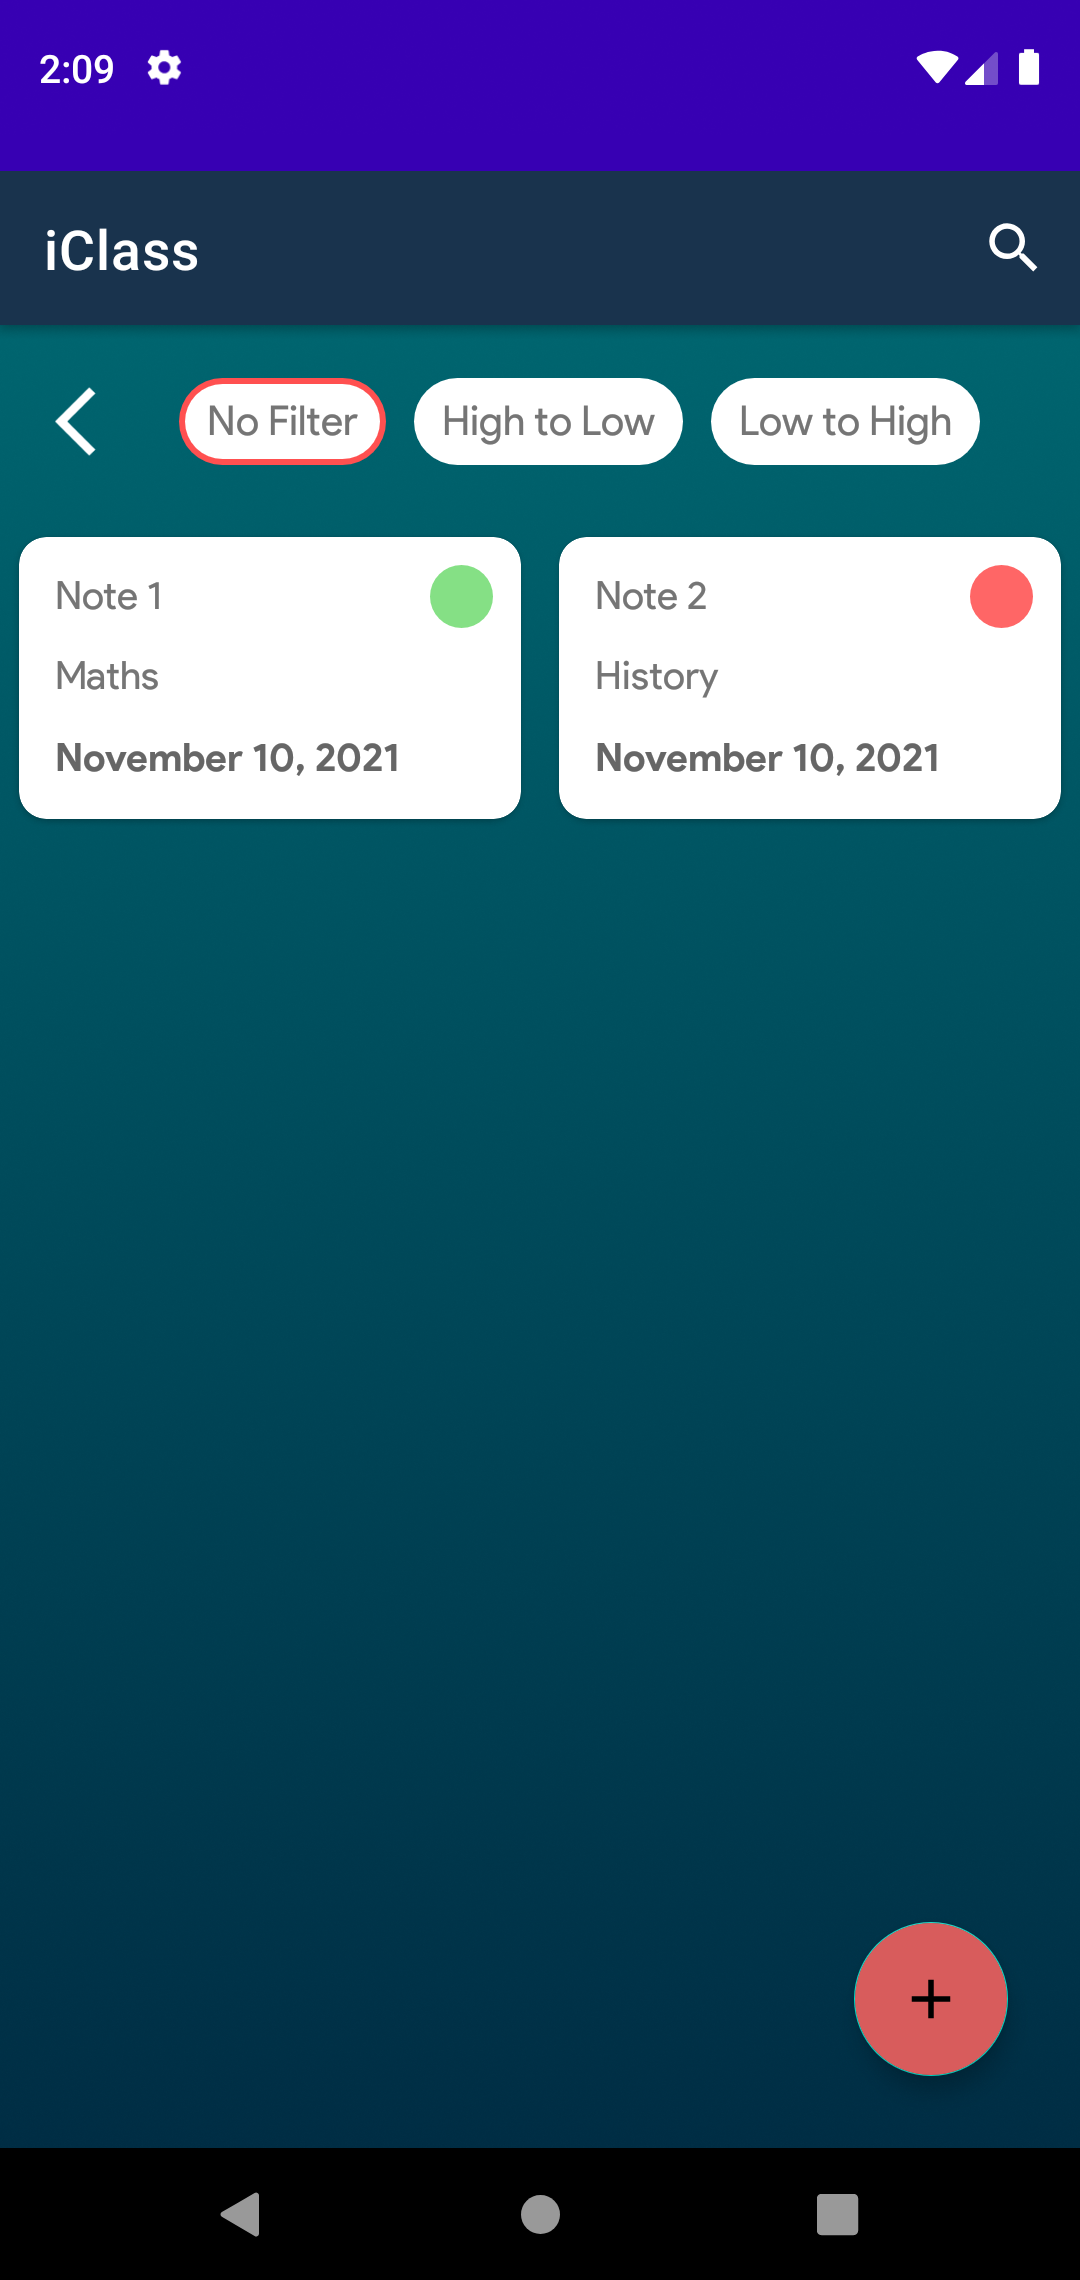 2:09
iClass
No Filter High to Low Low to High
Note 1
Maths
November 10, 2021
Note 2
History
November 10, 2021